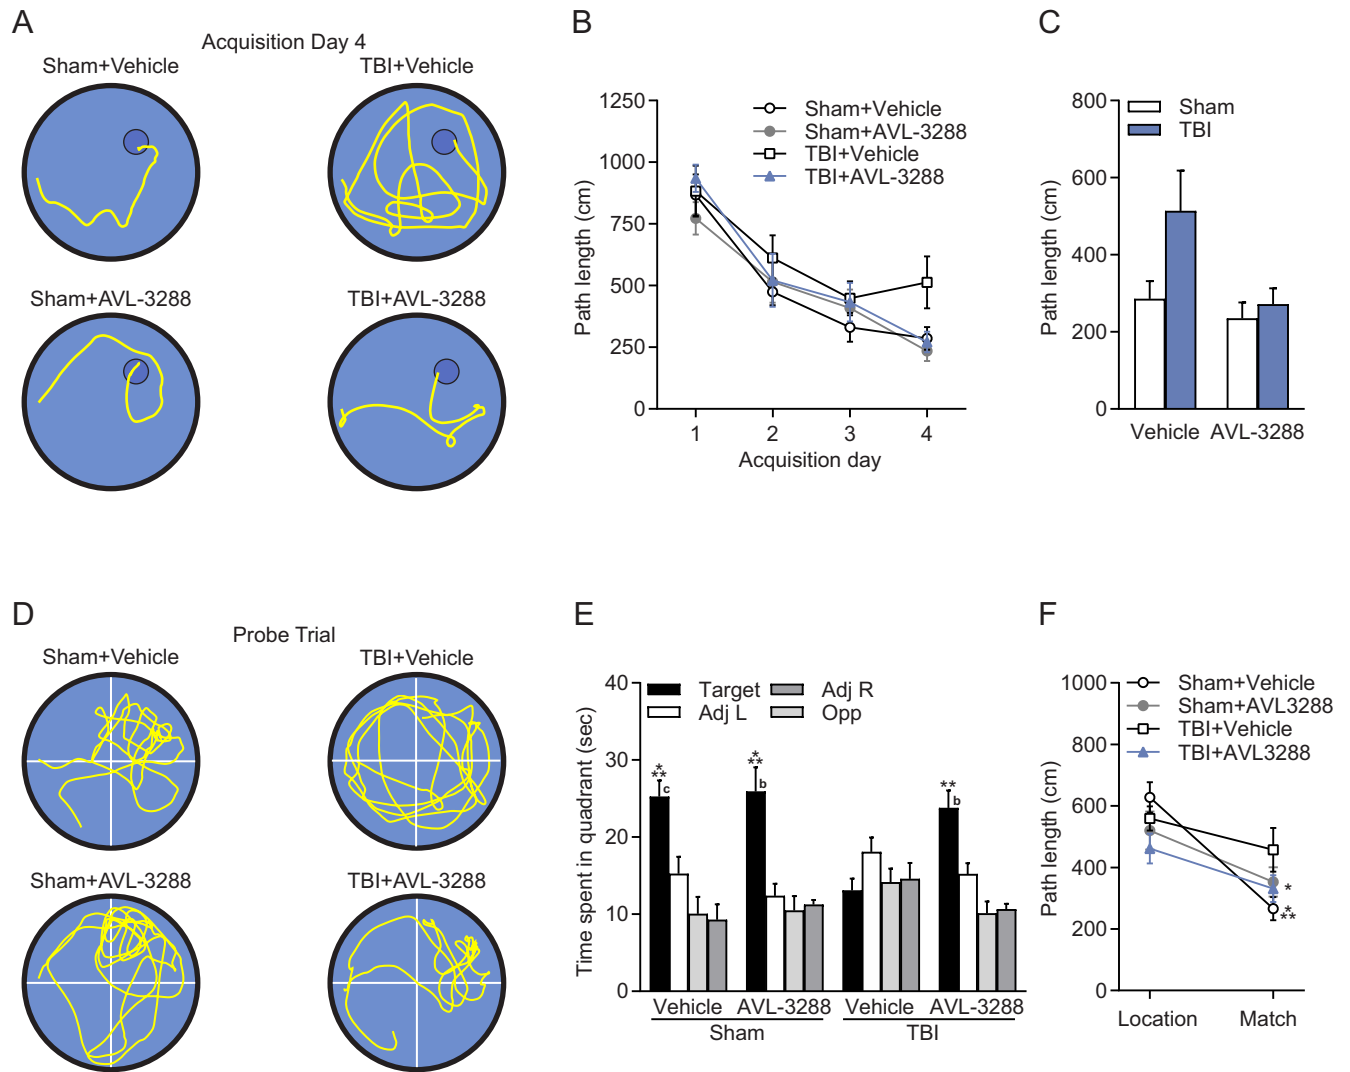 A
Acquisition Day 4
Sham+Vehicle
TBI+Vehicle
Sham+AVL-3288
TBI+AVL-3288
B
Path length (cm)
1250
1000
750
500
250
0
Sham+Vehicle
Sham+AVL-3288
TBI+Vehicle
TBI+AVL-3288
1 2 3 4
Acquisition day
C
Path length (cm)
800
600
400
200
0
Sham
TBI
Vehicle AVL-3288
D
Probe Trial
Sham+Vehicle
TBI+Vehicle
Sham+AVL-3288
TBI+AVL-3288
E
Time spent in quadrant (sec)
40
30
20
10
0
Target Adj R
Adj L Opp
*
**
c
*
**
b
**
b
Vehicle AVL-3288 Vehicle AVL-3288
Sham TBI
F
Path length (cm)
1000
800
600
400
200
0
Sham+Vehicle
Sham+AVL3288
TBI+Vehicle
TBI+AVL3288
*
*
**
Location Match